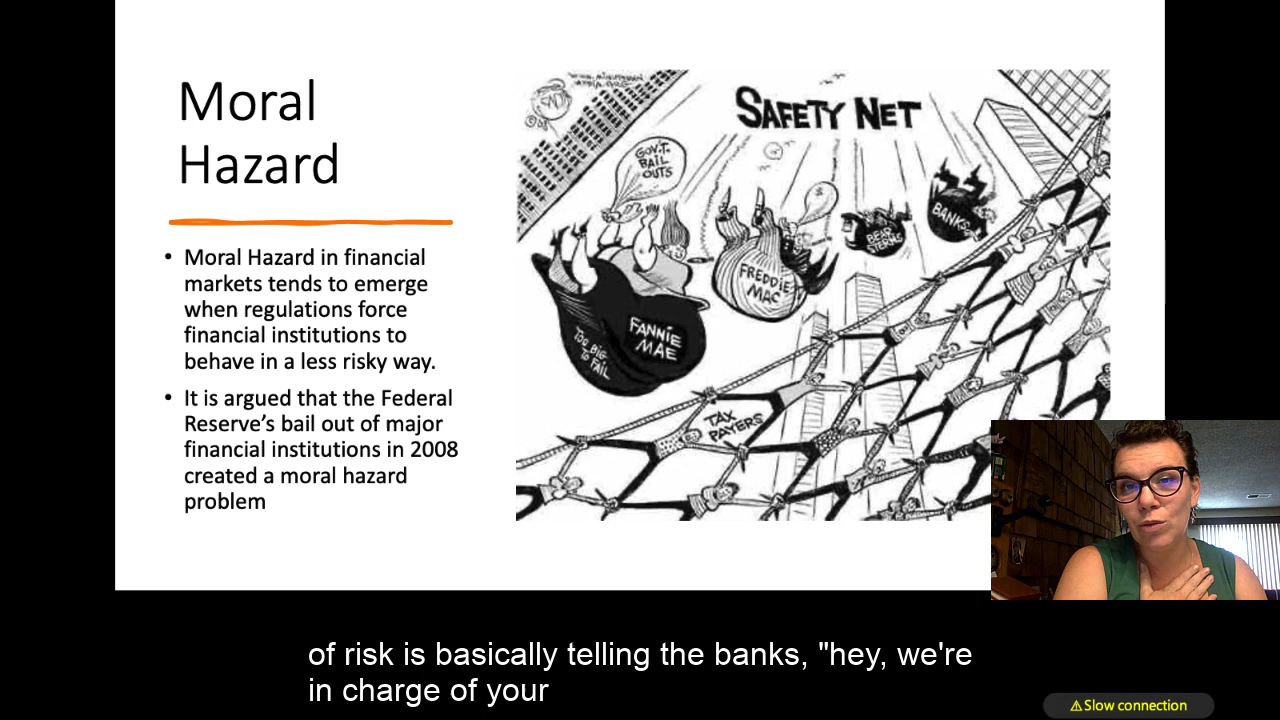 Moral
Hazard
• Moral Hazard in financial
markets tends to emerge
when regulations force
financial institutions to
behave in a less risky way.
• It is argued that the Federal
Reserve’s bail out of major
financial institutions in 2008
created a moral hazard
problem
SAFETY NET
GOV'T.
BAIL
OUTS
$
BANKS
BEAR
STERNS
FREDDIE
MAC
FANNIE
MAE
TOO BIG
TO FAIL
TAX
PAYERS
of risk is basically telling the banks, "hey, we're
in charge of your
⚠Slow connection